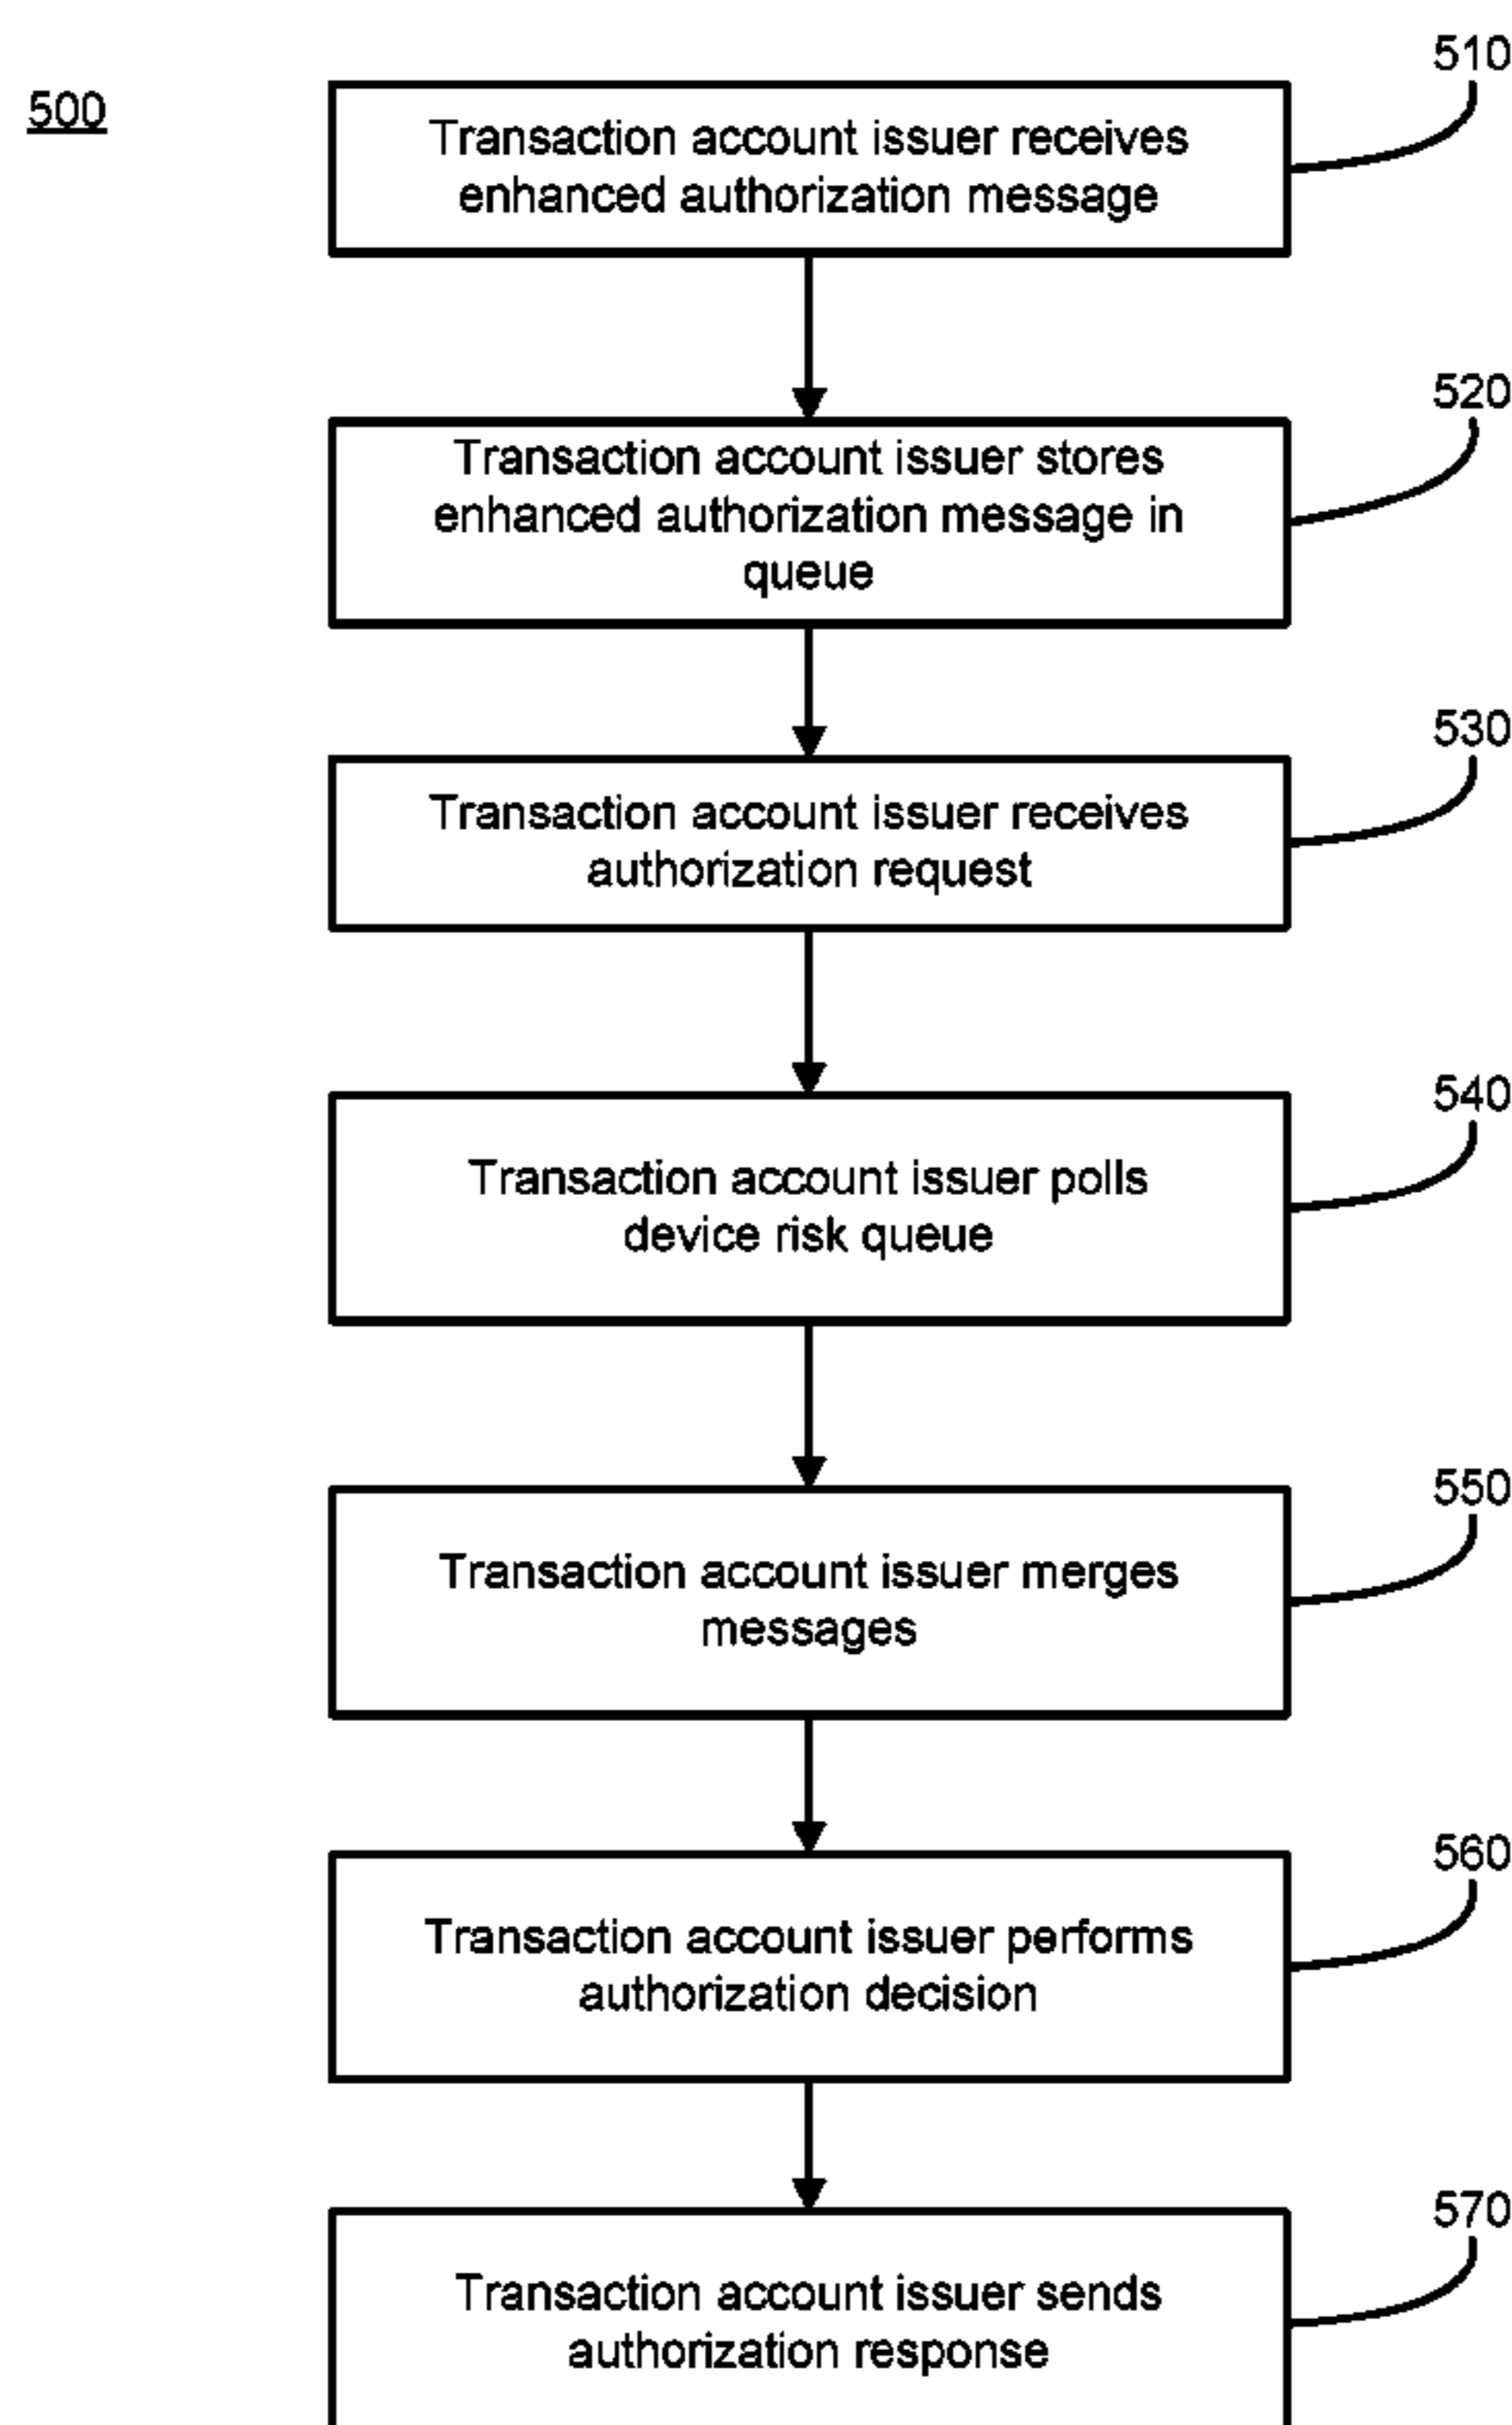 500
510
Transaction account issuer receives
enhanced authorization message
520
Transaction account issuer stores
enhanced authorization message in
queue
530
Transaction account issuer receives
authorization request
540
Transaction account issuer polls
device risk queue
550
Transaction account issuer merges
messages
560
Transaction account issuer performs
authorization decision
570
Transaction account issuer sends
authorization response